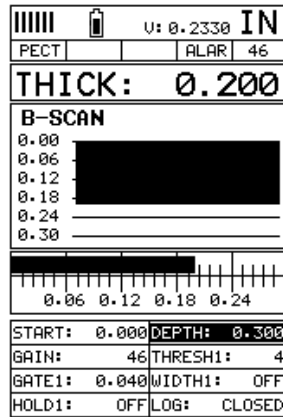 V: 0.2330 IN
PECT ALAR 46
THICK: 0.200
B-SCAN
0.00
0.06
0.12
0.18
0.24
0.30
0.06 0.12 0.18 0.24
START: 0.000 DEPTH: 0.300
GAIN: 46 THRESH1: 4
GATE1: 0.040 WIDTH1: OFF
HOLD1: OFF LOG: CLOSED